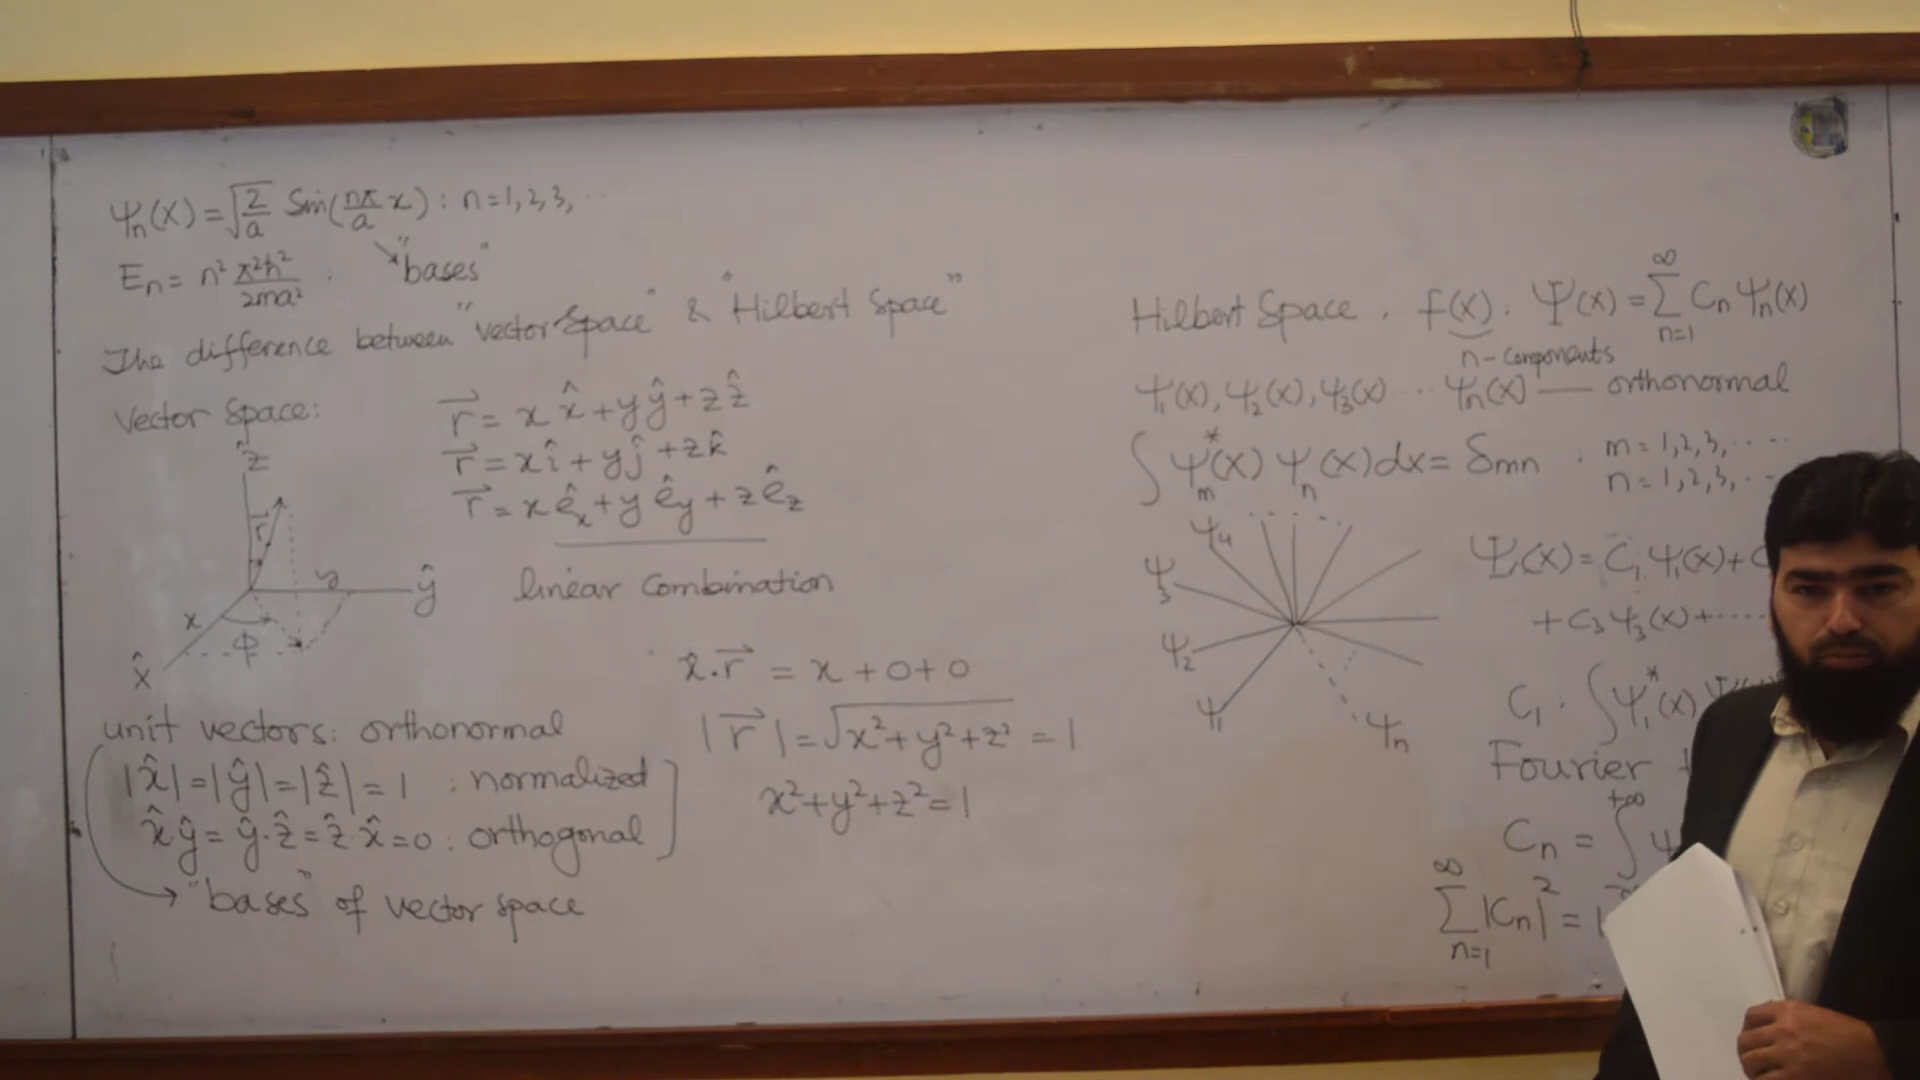 ψn(x) = √2/a Sin(nπ/a x) : n=1,2,3, ··
"bases"
En = n² π²ħ²/2ma² .
The difference between "vector space" & "Hilbert Space"
Vector Space:
r⃗ = x x̂ + y ŷ + z ẑ
r⃗ = x î + y ĵ + z k̂
r⃗ = x êx + y êy + z êz
linear Combination
ẑ
r⃗
y
ŷ
x
ϕ
x̂
x̂·r⃗ = x + 0 + 0
|r⃗| = √x²+y²+z² = 1
x²+y²+z²=1
unit vectors: orthonormal
|x̂|=|ŷ|=|ẑ|=1 : normalized
x̂·ŷ = ŷ·ẑ = ẑ·x̂ = 0 : orthogonal
"bases" of vector space
Hilbert Space . f(x) : Ψ(x) = ∑n=1∞ Cn ψn(x)
n-components
ψ1(x), ψ2(x), ψ3(x) ·· ψn(x) — orthonormal
∫ ψm*(x) ψn(x) dx = δmn : m = 1,2,3, ····
n = 1,2,3, ··
ψ4
ψ3
ψ2
ψ1
ψn
Ψ(x) = C1 ψ1(x) +
+ C3 ψ3(x) + ····
C1 : ∫ ψ1*(x)
Fourier
Cn = ∫+∞ ψ
∑n=1∞ |Cn|² = 1